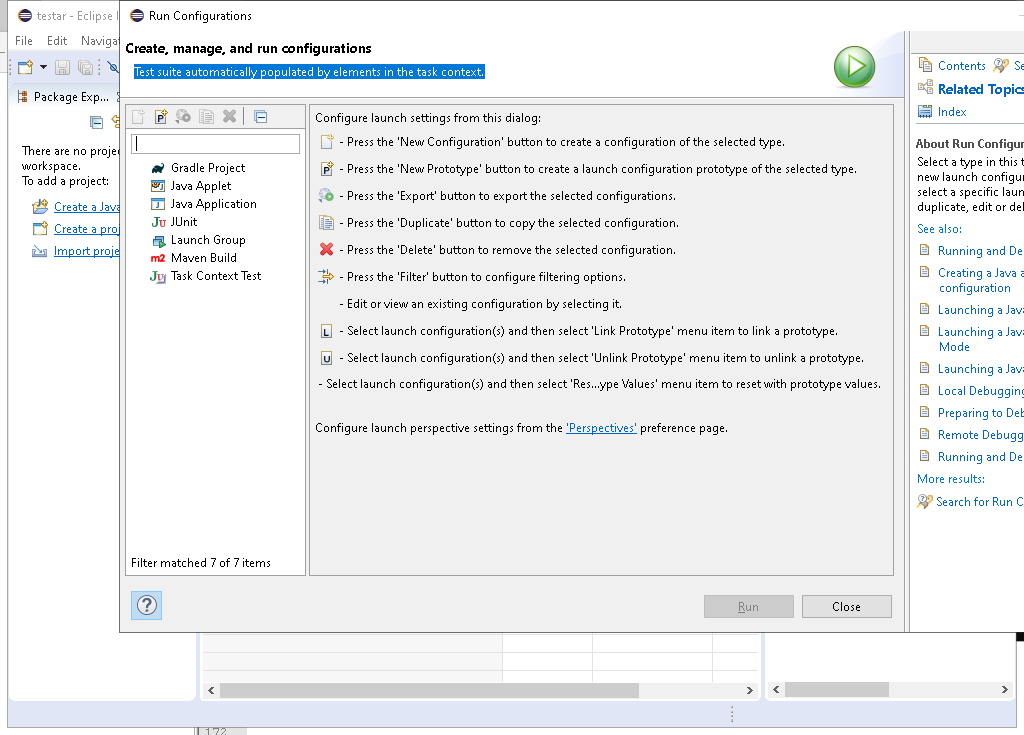 testar - Eclipse I
Run Configurations
File Edit Naviga
Create, manage, and run configurations
Test suite automatically populated by elements in the task context.
Package Exp...
There are no proje
workspace.
To add a project:
Create a Java
Create a proj
Import proje
Gradle Project
Java Applet
Java Application
JUnit
Launch Group
Maven Build
Task Context Test
Filter matched 7 of 7 items
Configure launch settings from this dialog:
- Press the 'New Configuration' button to create a configuration of the selected type.
- Press the 'New Prototype' button to create a launch configuration prototype of the selected type.
- Press the 'Export' button to export the selected configurations.
- Press the 'Duplicate' button to copy the selected configuration.
- Press the 'Delete' button to remove the selected configuration.
- Press the 'Filter' button to configure filtering options.
- Edit or view an existing configuration by selecting it.
- Select launch configuration(s) and then select 'Link Prototype' menu item to link a prototype.
- Select launch configuration(s) and then select 'Unlink Prototype' menu item to unlink a prototype.
- Select launch configuration(s) and then select 'Res...ype Values' menu item to reset with prototype values.
Configure launch perspective settings from the 'Perspectives' preference page.
Run
Close
Contents Se
Related Topics
Index
About Run Configur
Select a type in this t
new launch configur
select a specific laun
duplicate, edit or del
See also:
Running and De
Creating a Java a
configuration
Launching a Java
Launching a Java
Mode
Launching a Java
Local Debugging
Preparing to Deb
Remote Debugg
Running and De
More results:
Search for Run C
172